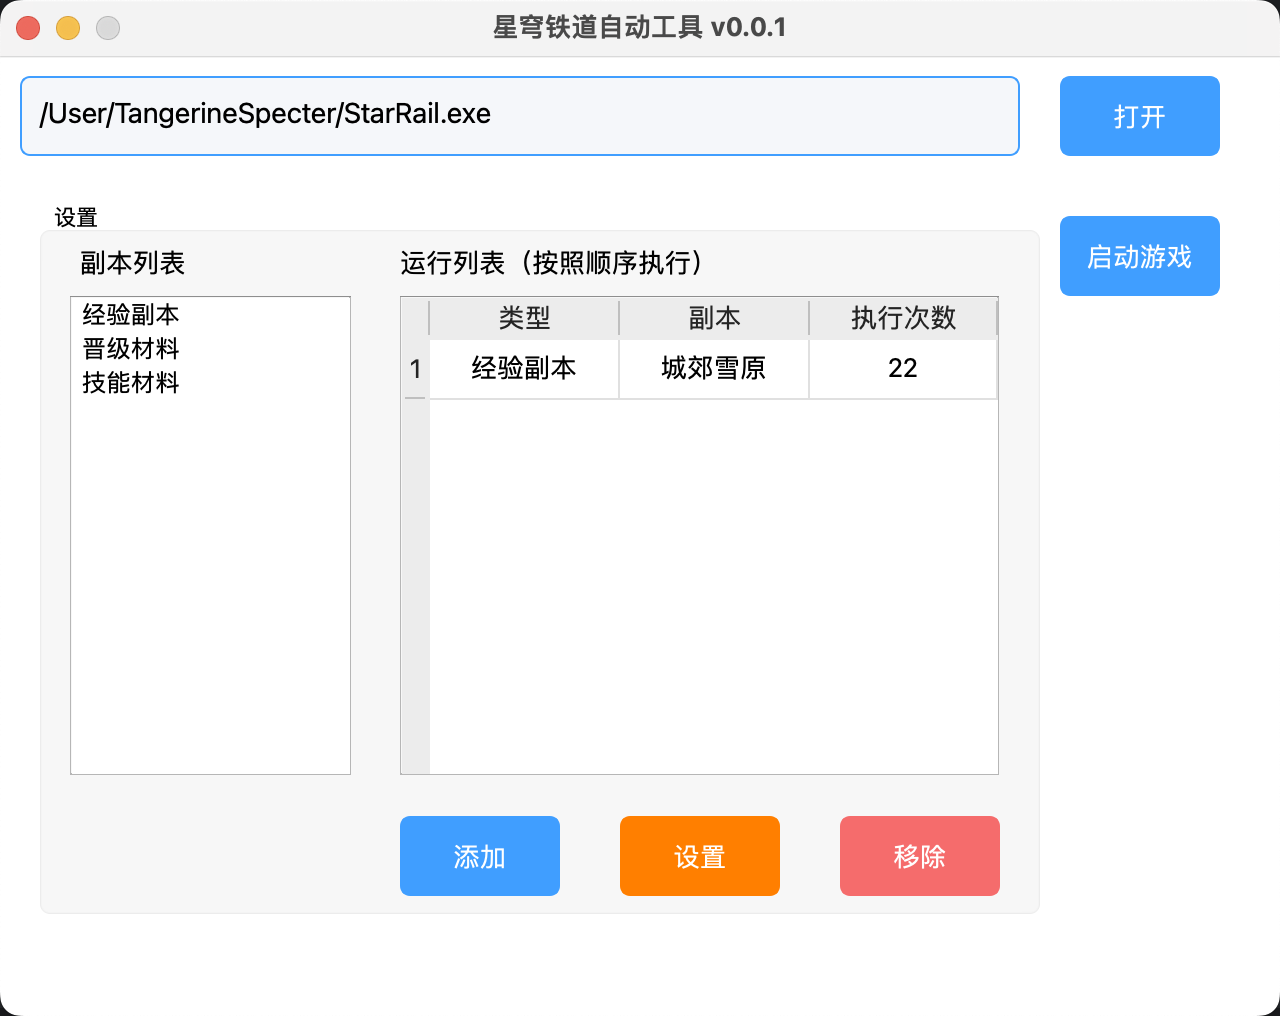 星穹铁道自动工具 v0.0.1
/User/TangerineSpecter/StarRail.exe
打开
设置
启动游戏
副本列表
运行列表（按照顺序执行）
经验副本
晋级材料
技能材料
类型 副本 执行次数
1 经验副本 城郊雪原 22
添加
设置
移除